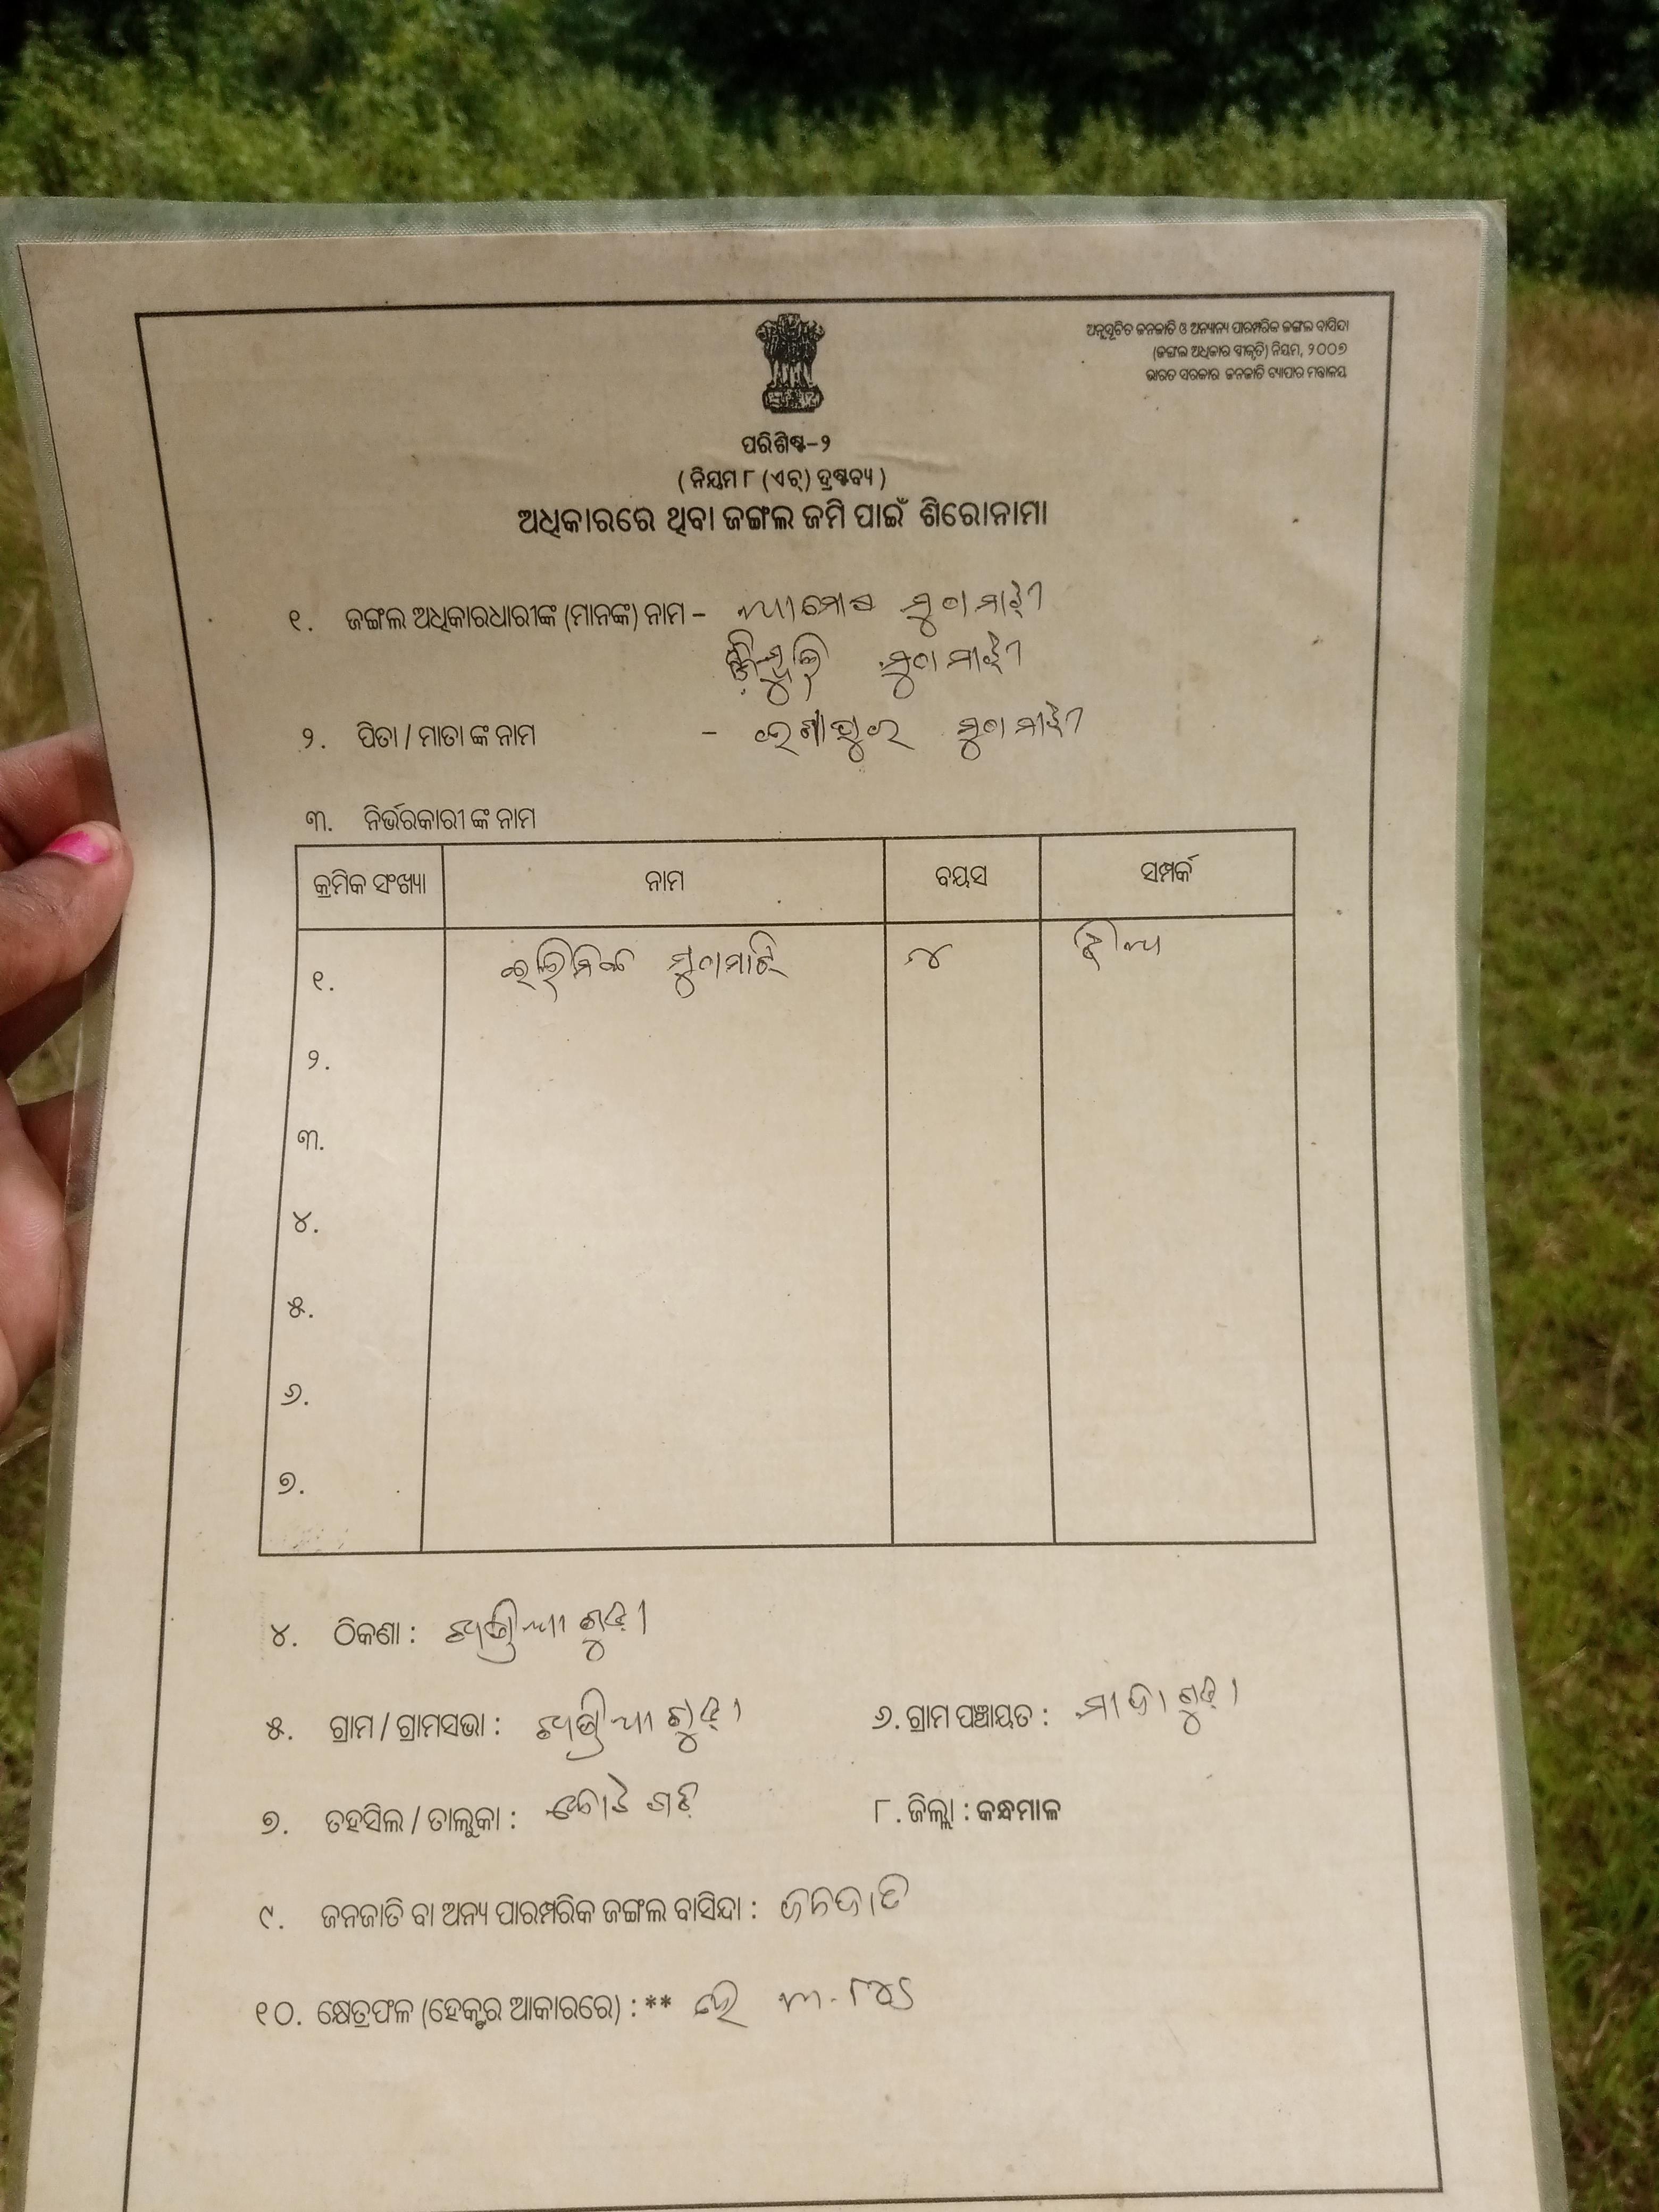 ଅନୁସୂଚିତ ଜନଜାତି ଓ ଅନ୍ୟାନ୍ୟ ପାରମ୍ପରିକ ଜଙ୍ଗଲ ବାସିନ୍ଦା
(ଜଙ୍ଗଲ ଅଧିକାର ସ୍ୱୀକୃତି) ନିୟମ, ୨୦୦୭
ଭାରତ ସରକାର ଜନଜାତି ବ୍ୟାପାର ମନ୍ତ୍ରାଳୟ
ପରିଶିଷ୍ଟ-୨
( ନିୟମ ୮ (ଏଚ୍) ଦ୍ରଷ୍ଟବ୍ୟ )
ଅଧିକାରରେ ଥିବା ଜଙ୍ଗଲ ଜମି ପାଇଁ ଶିରୋନାମା
୧. ଜଙ୍ଗଲ ଅଧିକାରଧାରୀଙ୍କ (ମାନଙ୍କ) ନାମ – ମୁଠା ମାଝୀ
ମୁଠା ମାଝୀ
୨. ପିତା / ମାତା ଙ୍କ ନାମ – ମୁଠା ମାଝୀ
୩. ନିର୍ଭରକାରୀ ଙ୍କ ନାମ
କ୍ରମିକ ସଂଖ୍ୟା ନାମ ବୟସ ସମ୍ପର୍କ
୧. ମୁଠାମାଝି ୪ ଝିଅ
୨.
୩.
୪.
୫.
୬.
୭.
୪. ଠିକଣା :
୫. ଗ୍ରାମ / ଗ୍ରାମସଭା : ୬. ଗ୍ରାମ ପଞ୍ଚାୟତ :
୭. ତହସିଲ / ତାଲୁକା : ୮. ଜିଲ୍ଲା : କନ୍ଧମାଳ
୯. ଜନଜାତି ବା ଅନ୍ୟ ପାରମ୍ପରିକ ଜଙ୍ଗଲ ବାସିନ୍ଦା : ଜନଜାତି
୧୦. କ୍ଷେତ୍ରଫଳ (ହେକ୍ଟର ଆକାରରେ) : **